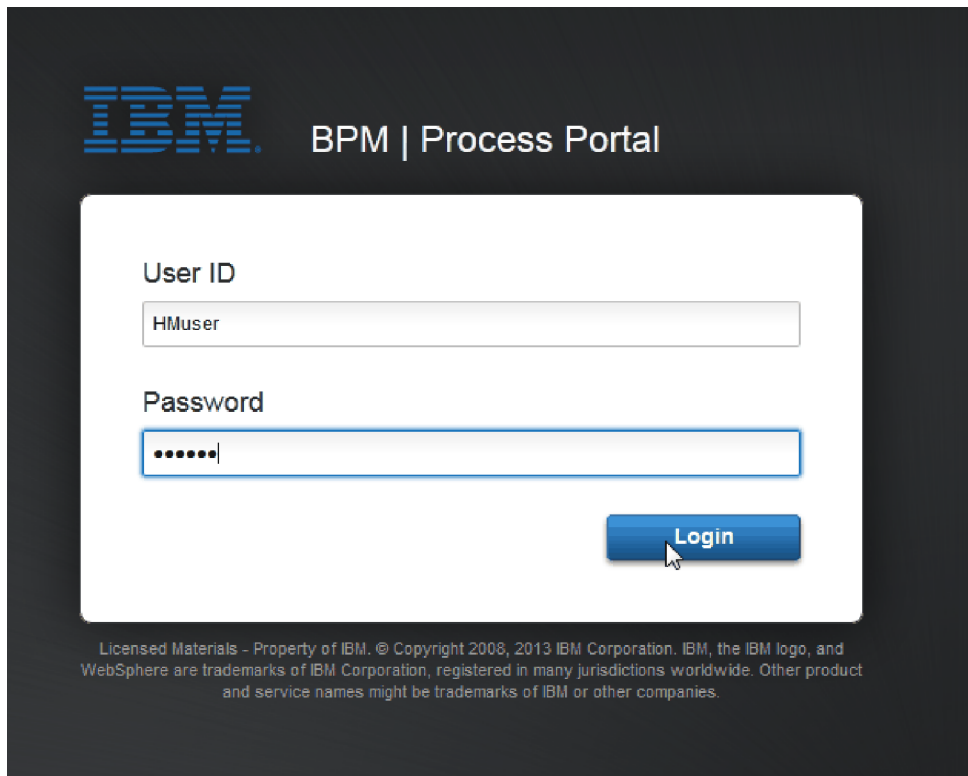 IBM.
BPM | Process Portal
User ID
HMuser
Password
••••••
Login
Licensed Materials - Property of IBM. © Copyright 2008, 2013 IBM Corporation. IBM, the IBM logo, and
WebSphere are trademarks of IBM Corporation, registered in many jurisdictions worldwide. Other product
and service names might be trademarks of IBM or other companies.